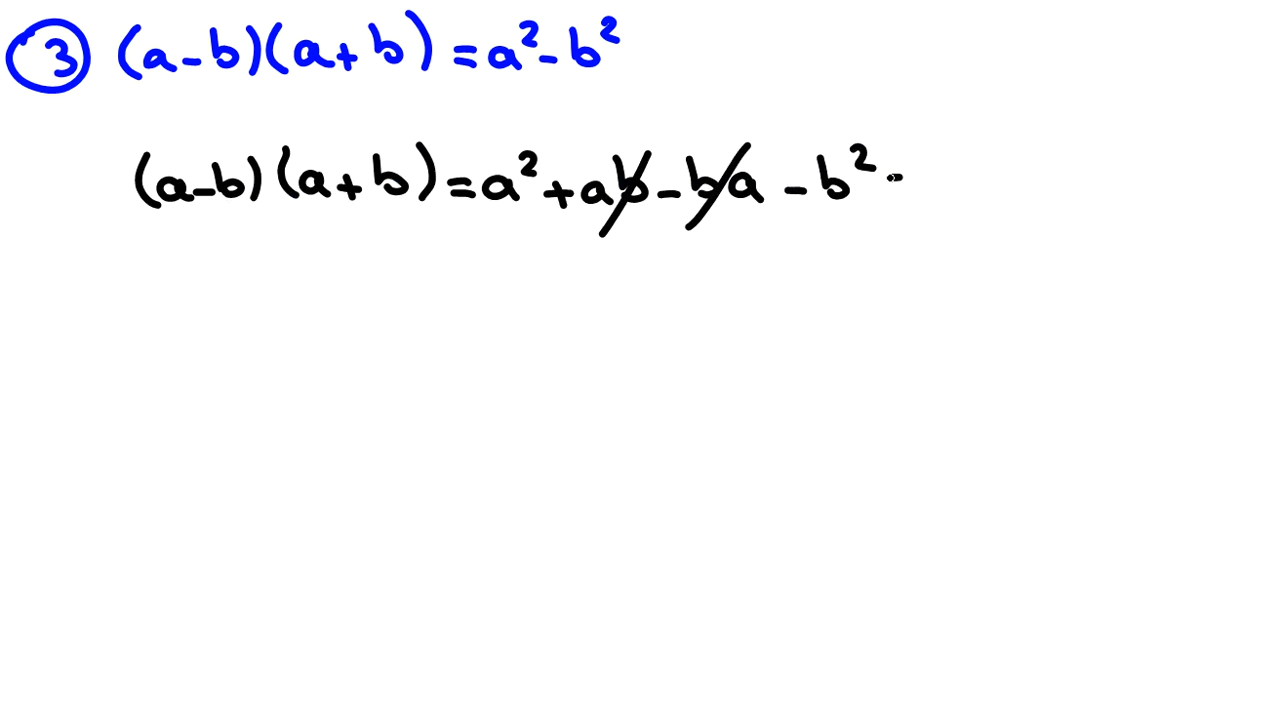 ③ (a-b)(a+b) = a² - b²
(a-b)(a+b) = a² + ab - ba - b² -